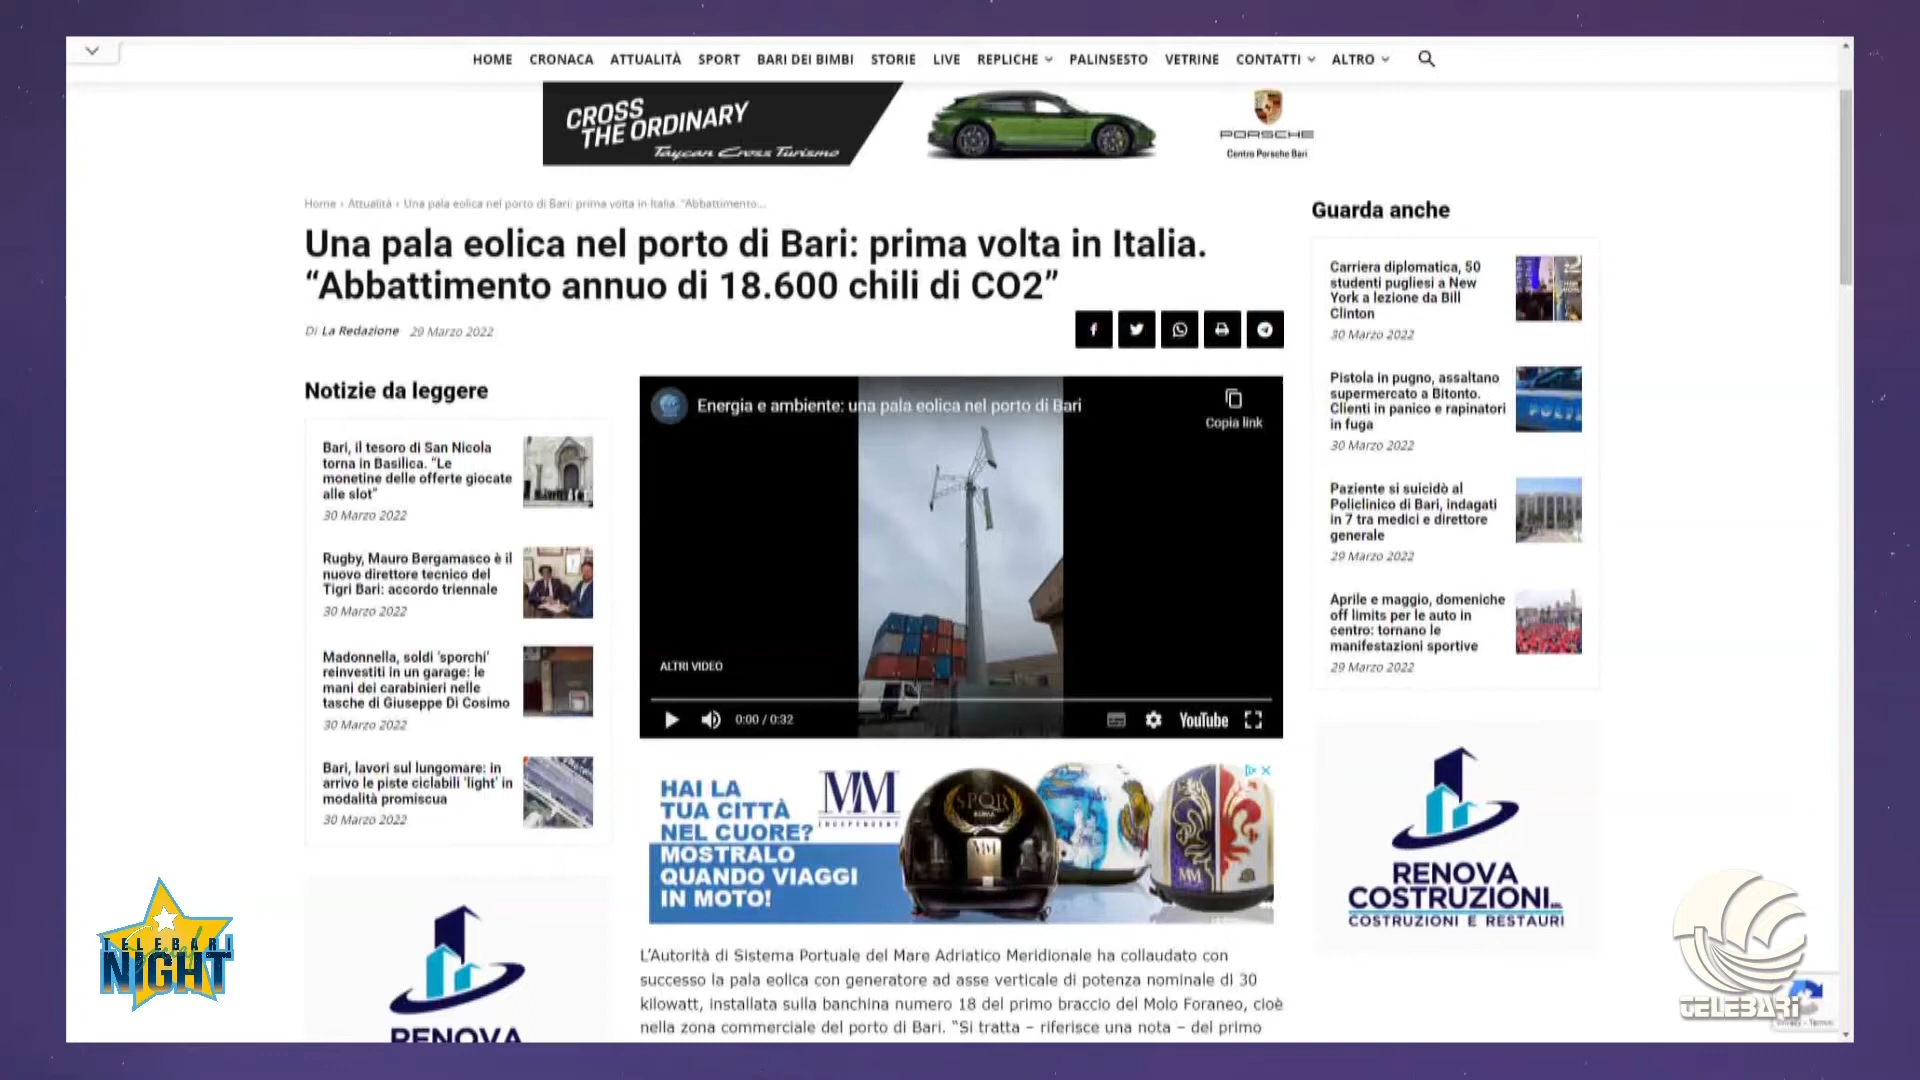 HOME CRONACA ATTUALITÀ SPORT BARI DEI BIMBI STORIE LIVE REPLICHE PALINSESTO VETRINE CONTATTI ALTRO
CROSS
THE ORDINARY
Taycan Cross Turismo
PORSCHE
Centro Porsche Bari
Home › Attualità › Una pala eolica nel porto di Bari: prima volta in Italia. “Abbattimento...
Una pala eolica nel porto di Bari: prima volta in Italia.
“Abbattimento annuo di 18.600 chili di CO2”
Di La Redazione 29 Marzo 2022
Notizie da leggere
Bari, il tesoro di San Nicola
torna in Basilica. “Le
monetine delle offerte giocate
alle slot”
30 Marzo 2022
Rugby, Mauro Bergamasco è il
nuovo direttore tecnico del
Tigri Bari: accordo triennale
30 Marzo 2022
Madonnella, soldi ‘sporchi’
reinvestiti in un garage: le
mani dei carabinieri nelle
tasche di Giuseppe Di Cosimo
30 Marzo 2022
Bari, lavori sul lungomare: in
arrivo le piste ciclabili ‘light’ in
modalità promiscua
30 Marzo 2022
RENOVA
Energia e ambiente: una pala eolica nel porto di Bari
Copia link
ALTRI VIDEO
0:00 / 0:32
YouTube
HAI LA
TUA CITTÀ
NEL CUORE?
MOSTRALO
QUANDO VIAGGI
IN MOTO!
MM
INDEPENDENT
SPQR
ROMA
MM
MM
L’Autorità di Sistema Portuale del Mare Adriatico Meridionale ha collaudato con
successo la pala eolica con generatore ad asse verticale di potenza nominale di 30
kilowatt, installata sulla banchina numero 18 del primo braccio del Molo Foraneo, cioè
nella zona commerciale del porto di Bari. “Si tratta – riferisce una nota – del primo
Guarda anche
Carriera diplomatica, 50
studenti pugliesi a New
York a lezione da Bill
Clinton
30 Marzo 2022
Pistola in pugno, assaltano
supermercato a Bitonto.
Clienti in panico e rapinatori
in fuga
30 Marzo 2022
Paziente si suicidò al
Policlinico di Bari, indagati
in 7 tra medici e direttore
generale
29 Marzo 2022
Aprile e maggio, domeniche
off limits per le auto in
centro: tornano le
manifestazioni sportive
29 Marzo 2022
RENOVA
COSTRUZIONI
COSTRUZIONI E RESTAURI
TELEBARI
NIGHT
TELEBARI